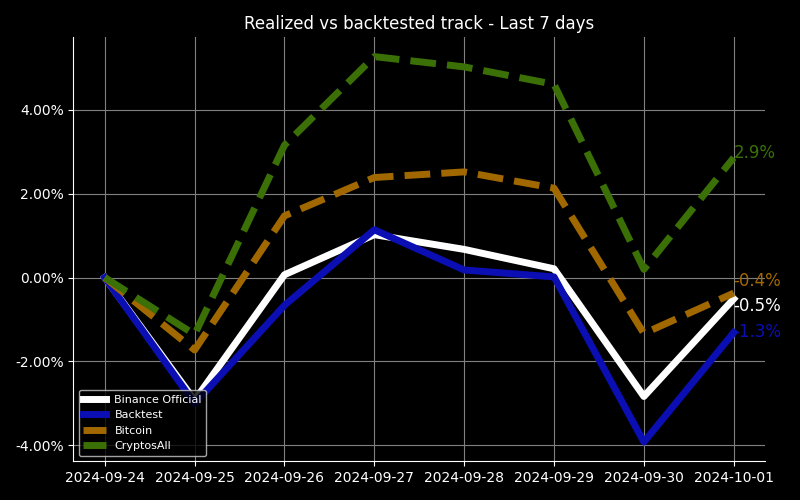 Realized vs backtested track - Last 7 days
4.00%
2.00%
0.00%
-2.00%
-4.00%
2.9%
-0.4%
-0.5%
-1.3%
Binance Official
Backtest
Bitcoin
CryptosAll
2024-09-24 2024-09-25 2024-09-26 2024-09-27 2024-09-28 2024-09-29 2024-09-30 2024-10-01